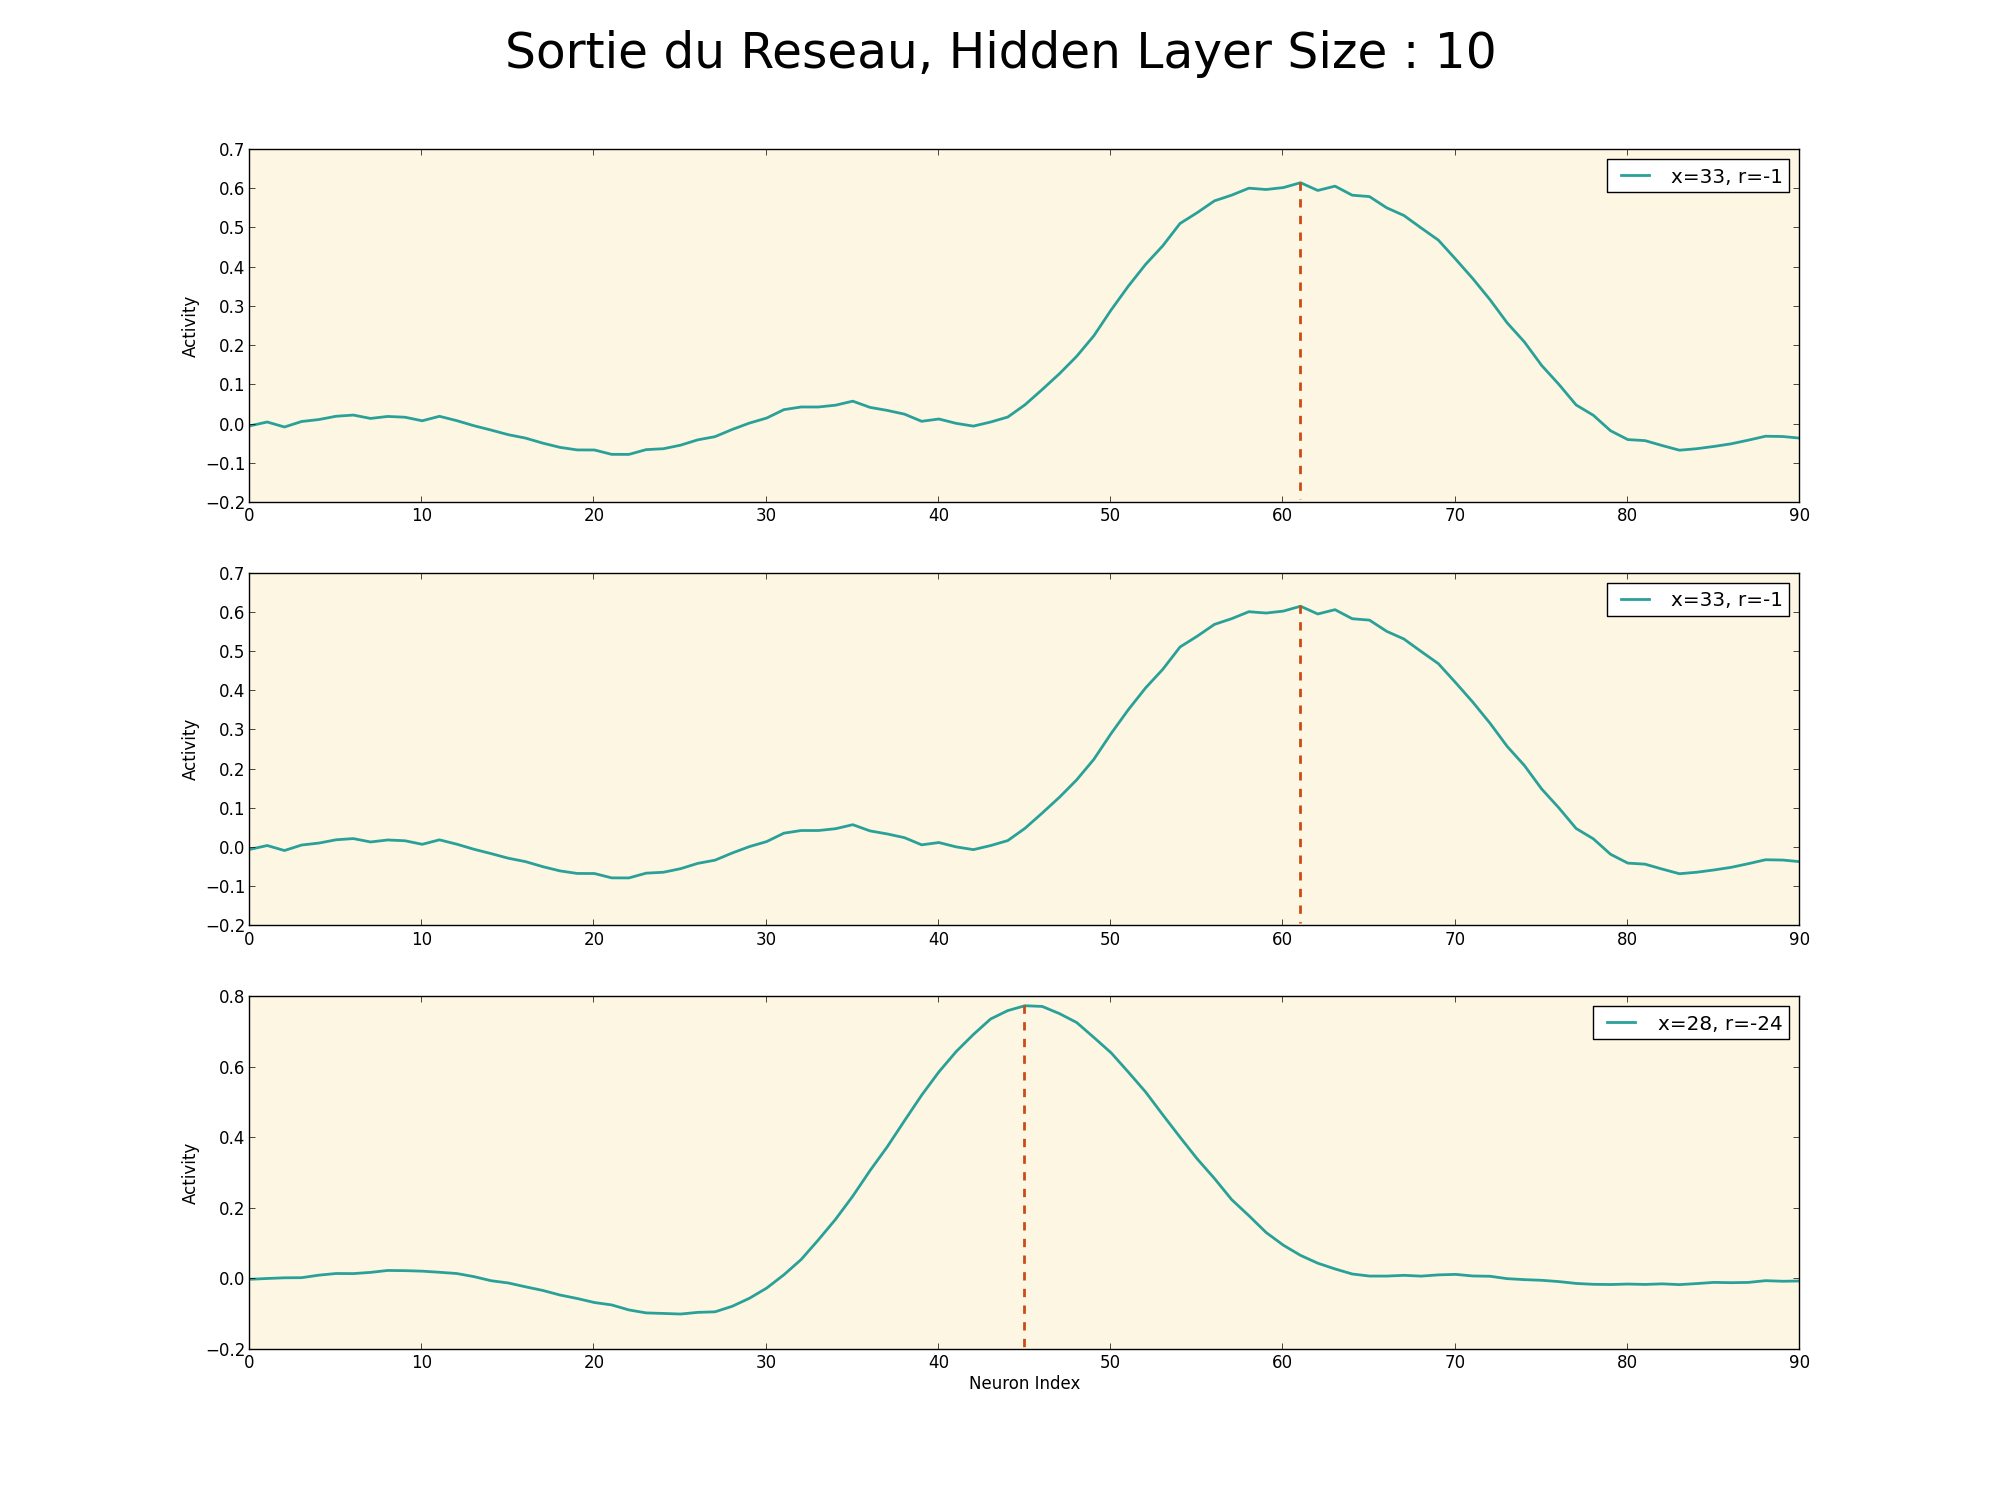 Sortie du Reseau, Hidden Layer Size : 10
0.7
0.6
0.5
0.4
0.3
0.2
0.1
0.0
−0.1
−0.2
Activity
x=33, r=-1
0 10 20 30 40 50 60 70 80 90
0.7
0.6
0.5
0.4
0.3
0.2
0.1
0.0
−0.1
−0.2
Activity
x=33, r=-1
0 10 20 30 40 50 60 70 80 90
0.8
0.6
0.4
0.2
0.0
−0.2
Activity
x=28, r=-24
0 10 20 30 40 50 60 70 80 90
Neuron Index